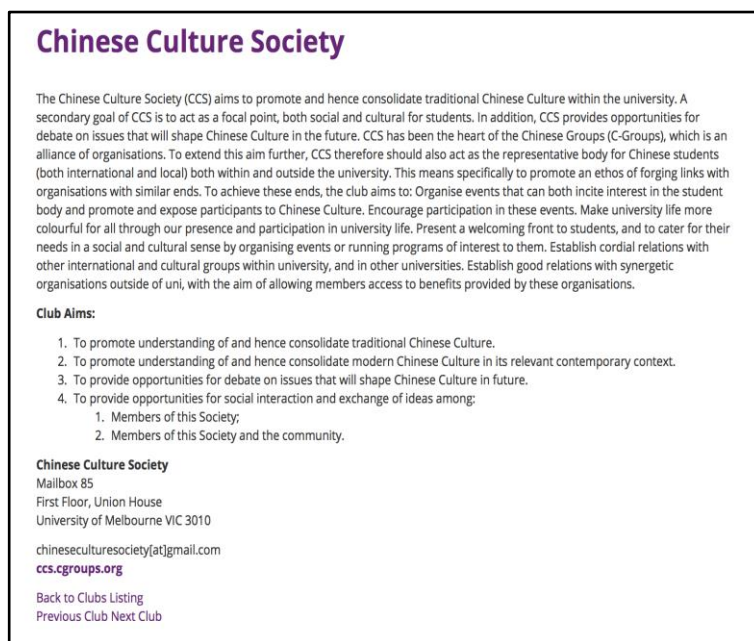 Chinese Culture Society
The Chinese Culture Society (CCS) aims to promote and hence consolidate traditional Chinese Culture within the university. A
secondary goal of CCS is to act as a focal point, both social and cultural for students. In addition, CCS provides opportunities for
debate on issues that will shape Chinese Culture in the future. CCS has been the heart of the Chinese Groups (C-Groups), which is an
alliance of organisations. To extend this aim further, CCS therefore should also act as the representative body for Chinese students
(both international and local) both within and outside the university. This means specifically to promote an ethos of forging links with
organisations with similar ends. To achieve these ends, the club aims to: Organise events that can both incite interest in the student
body and promote and expose participants to Chinese Culture. Encourage participation in these events. Make university life more
colourful for all through our presence and participation in university life. Present a welcoming front to students, and to cater for their
needs in a social and cultural sense by organising events or running programs of interest to them. Establish cordial relations with
other international and cultural groups within university, and in other universities. Establish good relations with synergetic
organisations outside of uni, with the aim of allowing members access to benefits provided by these organisations.
Club Aims:
1. To promote understanding of and hence consolidate traditional Chinese Culture.
2. To promote understanding of and hence consolidate modern Chinese Culture in its relevant contemporary context.
3. To provide opportunities for debate on issues that will shape Chinese Culture in future.
4. To provide opportunities for social interaction and exchange of ideas among:
1. Members of this Society;
2. Members of this Society and the community.
Chinese Culture Society
Mailbox 85
First Floor, Union House
University of Melbourne VIC 3010
chineseculturesociety[at]gmail.com
ccs.cgroups.org
Back to Clubs Listing
Previous Club Next Club